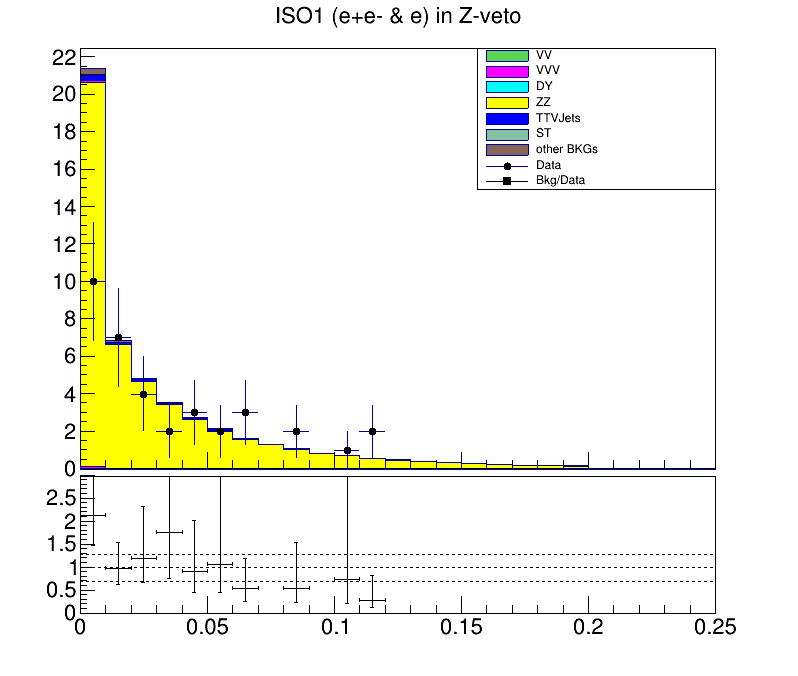 ISO1 (e+e- & e) in Z-veto
22
20
18
16
14
12
10
8
6
4
2
0
VV
VVV
DY
ZZ
TTVJets
ST
other BKGs
Data
Bkg/Data
2.5
2
1.5
1
0.5
0
0 0.05 0.1 0.15 0.2 0.25